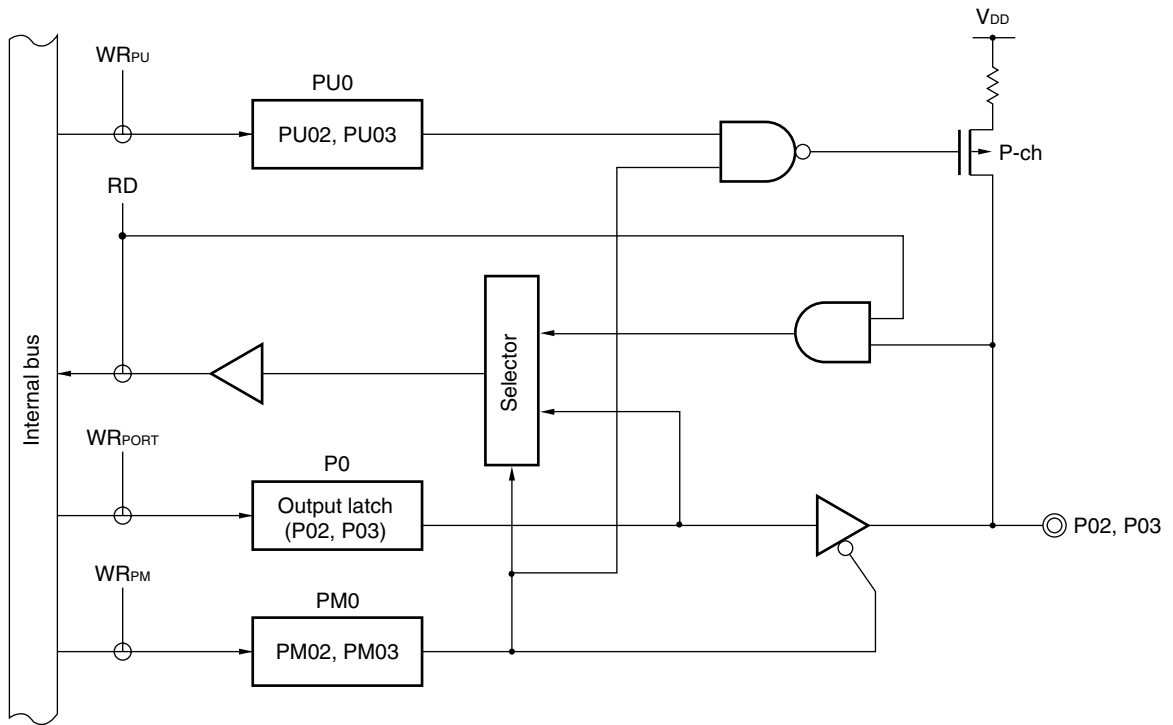 VDD
WRPU
PU0
PU02, PU03
P-ch
RD
Selector
Internal bus
WRPORT
P0
Output latch
(P02, P03)
P02, P03
WRPM
PM0
PM02, PM03